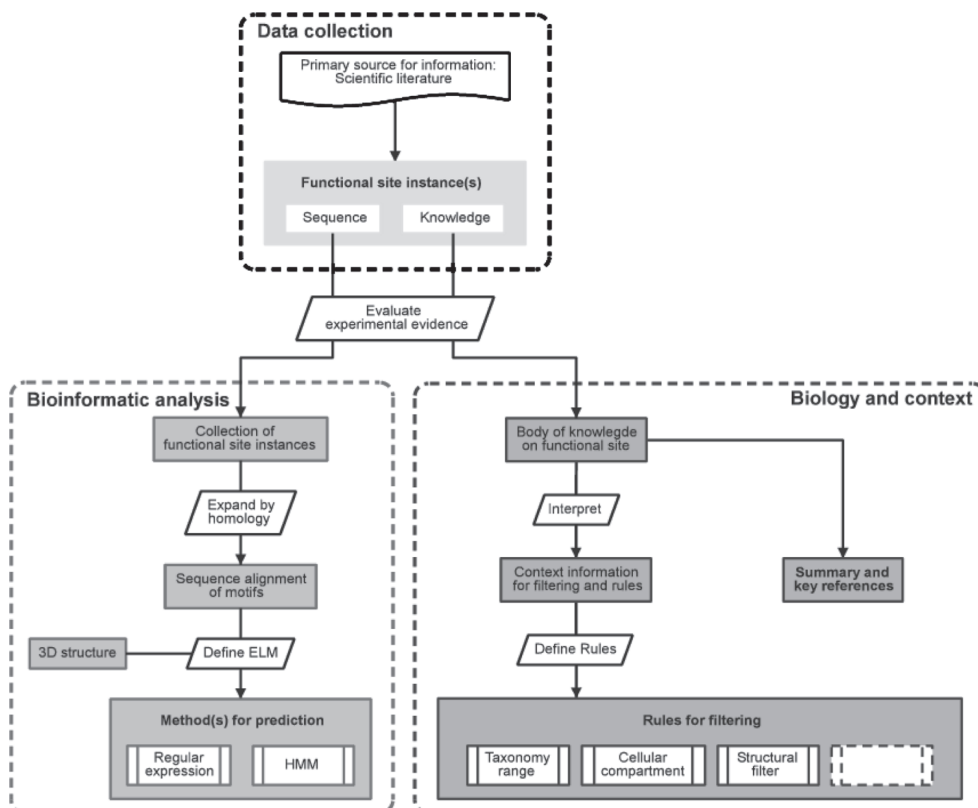 Data collection
Primary source for information:
Scientific literature
Functional site instance(s)
Sequence
Knowledge
Evaluate
experimental evidence
Bioinformatic analysis
Collection of
functional site instances
Expand by
homology
Sequence alignment
of motifs
3D structure
Define ELM
Method(s) for prediction
Regular
expression
HMM
Biology and context
Body of knowlegde
on functional site
Interpret
Context information
for filtering and rules
Summary and
key references
Define Rules
Rules for filtering
Taxonomy
range
Cellular
compartment
Structural
filter